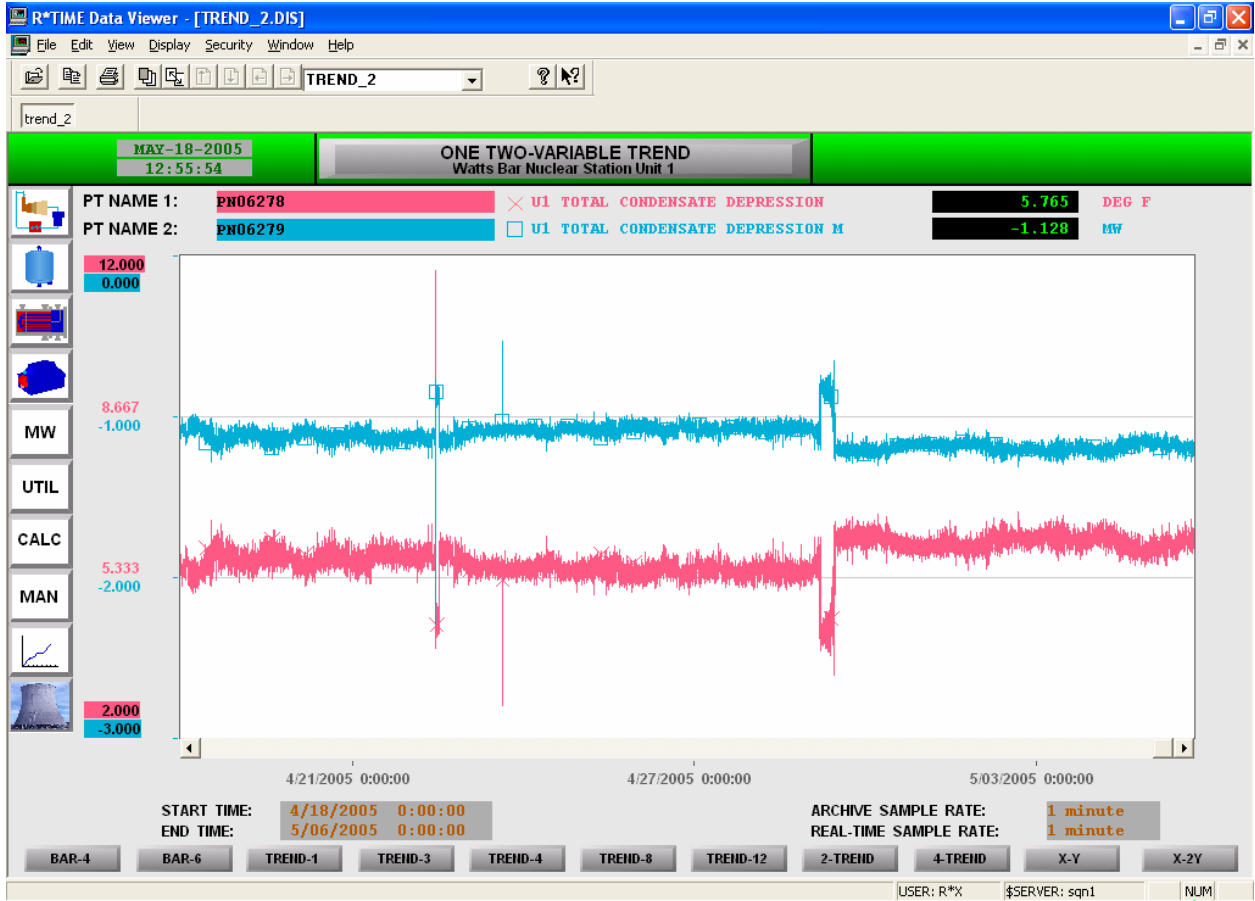 R*TIME Data Viewer - [TREND_2.DIS]
File Edit View Display Security Window Help
TREND_2
trend_2
MAY-18-2005
12:55:54
ONE TWO-VARIABLE TREND
Watts Bar Nuclear Station Unit 1
PT NAME 1: PN06278 U1 TOTAL CONDENSATE DEPRESSION 5.765 DEG F
PT NAME 2: PN06279 U1 TOTAL CONDENSATE DEPRESSION M -1.128 MW
12.000
0.000
8.667
-1.000
5.333
-2.000
2.000
-3.000
MW
UTIL
CALC
MAN
4/21/2005 0:00:00 4/27/2005 0:00:00 5/03/2005 0:00:00
START TIME: 4/18/2005 0:00:00 ARCHIVE SAMPLE RATE: 1 minute
END TIME: 5/06/2005 0:00:00 REAL-TIME SAMPLE RATE: 1 minute
BAR-4 BAR-6 TREND-1 TREND-3 TREND-4 TREND-8 TREND-12 2-TREND 4-TREND X-Y X-2Y
USER: R*X $SERVER: sqn1 NUM